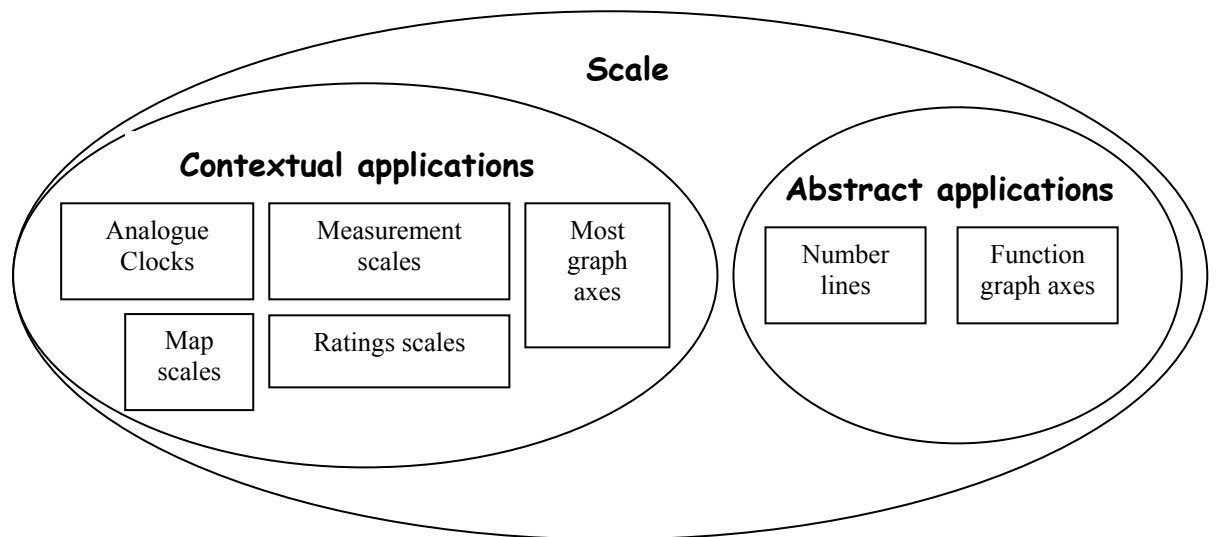 Scale
Contextual applications
Analogue
Clocks
Measurement
scales
Most
graph
axes
Map
scales
Ratings scales
Abstract applications
Number
lines
Function
graph axes